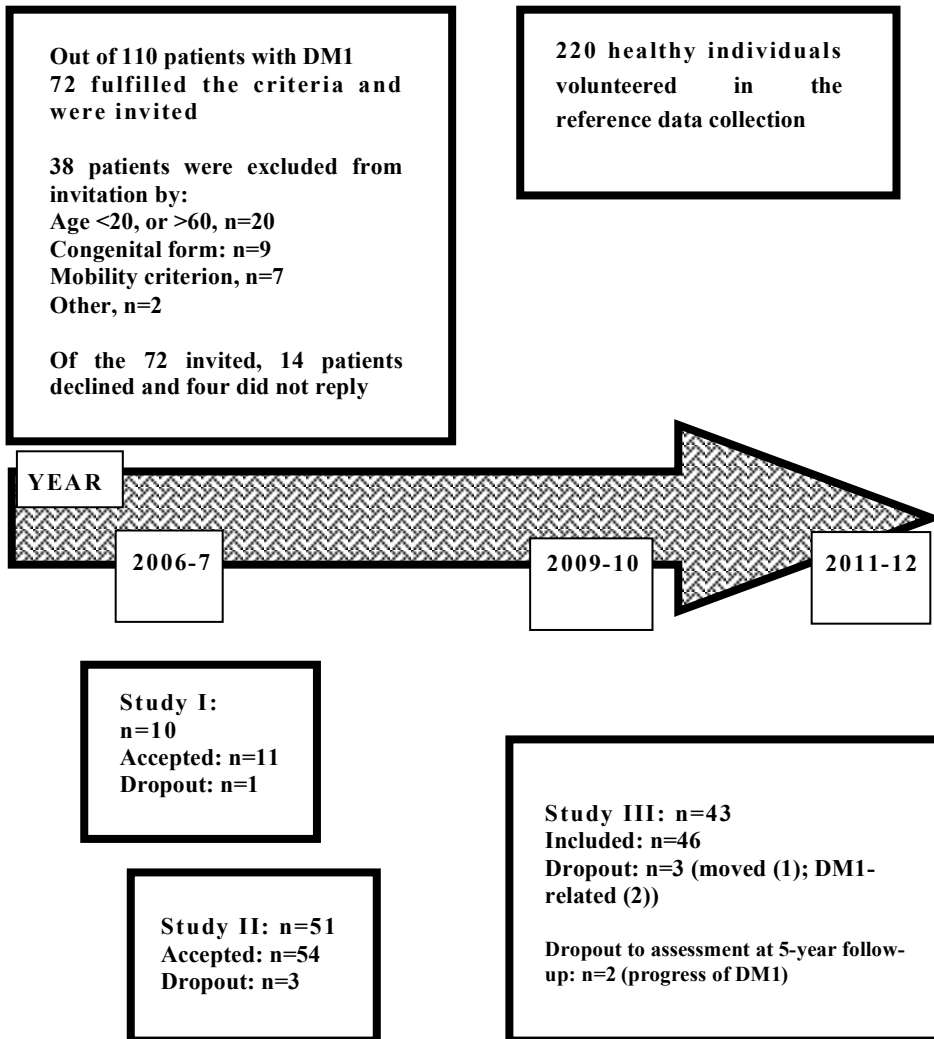 Out of 110 patients with DM1
72 fulfilled the criteria and
were invited
38 patients were excluded from
invitation by:
Age <20, or >60, n=20
Congenital form: n=9
Mobility criterion, n=7
Other, n=2
Of the 72 invited, 14 patients
declined and four did not reply
220 healthy individuals
volunteered in the
reference data collection
YEAR
2006-7
2009-10
2011-12
Study I:
n=10
Accepted: n=11
Dropout: n=1
Study II: n=51
Accepted: n=54
Dropout: n=3
Study III: n=43
Included: n=46
Dropout: n=3 (moved (1); DM1-
related (2))
Dropout to assessment at 5-year follow-
up: n=2 (progress of DM1)